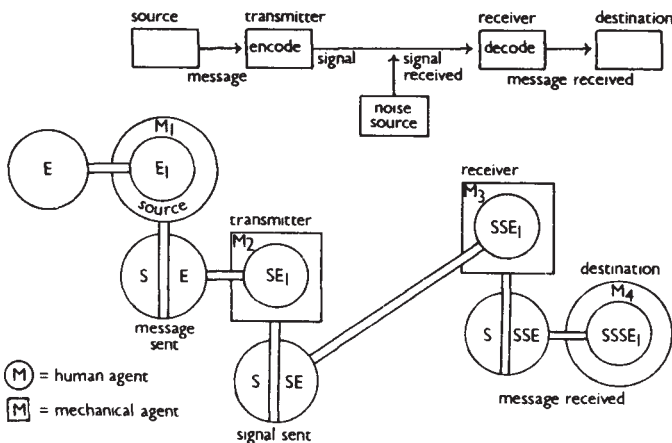 source
transmitter
receiver
destination
encode
decode
message
signal
signal
received
message received
noise
source
M1
E
E1
source
transmitter
M2
S E
SE1
message
sent
S SE
signal sent
receiver
M3
SSE1
destination
M4
S SSE
SSSE1
message received
M = human agent
M = mechanical agent